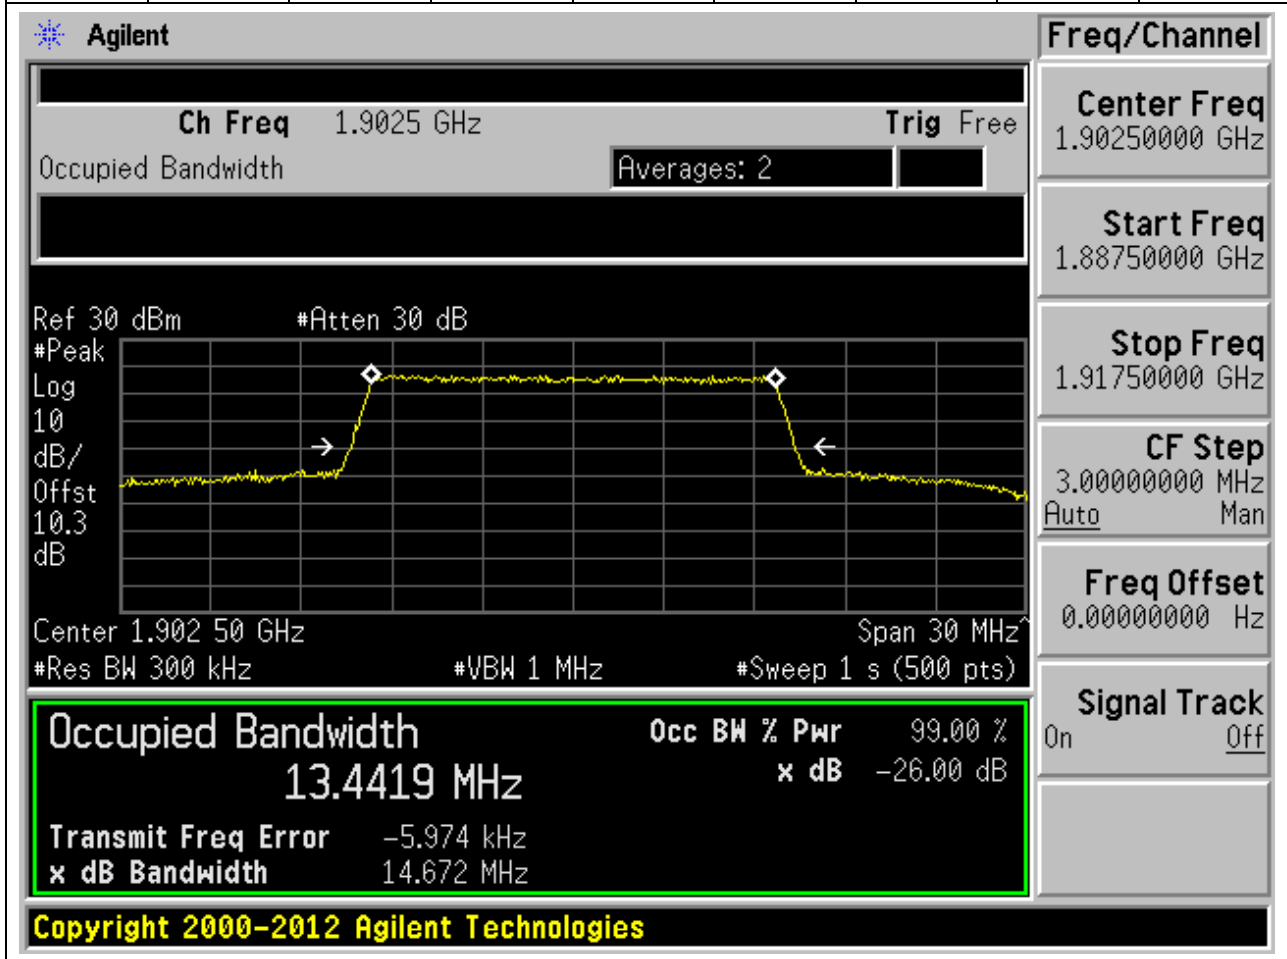 Agilent
Freq/Channel
Ch Freq 1.9025 GHz
Trig Free
Occupied Bandwidth
Averages: 2
Center Freq
1.90250000 GHz
Start Freq
1.88750000 GHz
Stop Freq
1.91750000 GHz
CF Step
3.00000000 MHz
Auto Man
Freq Offset
0.00000000 Hz
Signal Track
On Off
Ref 30 dBm #Atten 30 dB
#Peak
Log
10
dB/
Offst
10.3
dB
Center 1.902 50 GHz Span 30 MHz^
#Res BW 300 kHz #VBW 1 MHz #Sweep 1 s (500 pts)
Occupied Bandwidth
13.4419 MHz
Occ BW % Pwr 99.00 %
x dB -26.00 dB
Transmit Freq Error -5.974 kHz
x dB Bandwidth 14.672 MHz
Copyright 2000-2012 Agilent Technologies